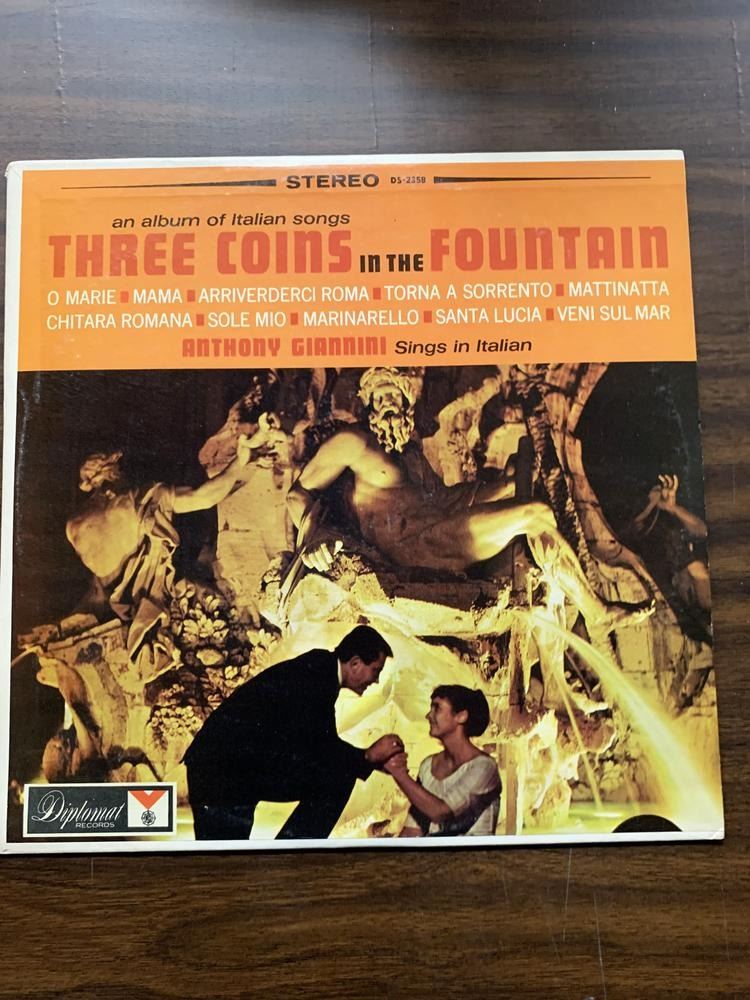 STEREO DS-2358
an album of Italian songs
THREE COINS IN THE FOUNTAIN
O MARIE ▪ MAMA ▪ ARRIVERDERCI ROMA ▪ TORNA A SORRENTO ▪ MATTINATTA
CHITARA ROMANA ▪ SOLE MIO ▪ MARINARELLO ▪ SANTA LUCIA ▪ VENI SUL MAR
ANTHONY GIANNINI Sings in Italian
Diplomat
RECORDS